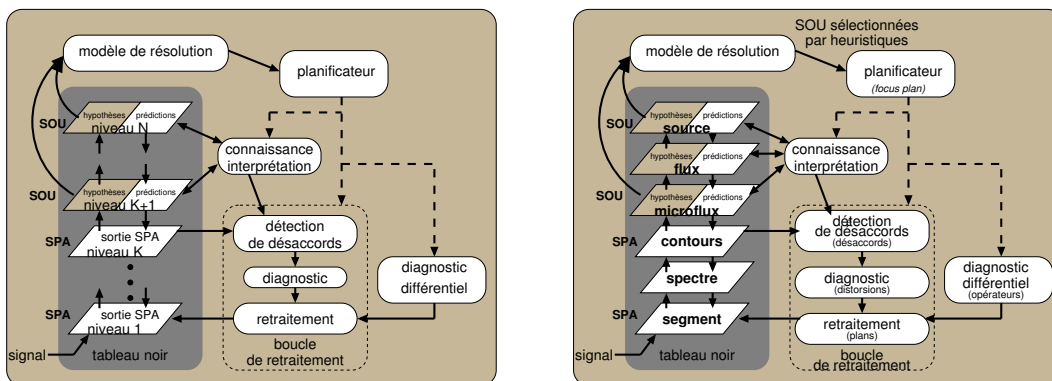 modèle de résolution
planificateur
hypothèses
prédictions
SOU
niveau N
connaissance
interprétation
hypothèses
prédictions
SOU
niveau K+1
SPA
sortie SPA
niveau K
détection
de désaccords
diagnostic
diagnostic
différentiel
SPA
sortie SPA
niveau 1
retraitement
signal
tableau noir
boucle
de retraitement
SOU sélectionnées
par heuristiques
modèle de résolution
planificateur
(focus plan)
hypothèses
prédictions
SOU
source
connaissance
interprétation
hypothèses
prédictions
flux
hypothèses
prédictions
SOU
microflux
SPA
contours
détection
de désaccords
(désaccords)
spectre
diagnostic
(distorsions)
diagnostic
différentiel
(opérateurs)
SPA
segment
retraitement
(plans)
signal
tableau noir
boucle
de retraitement